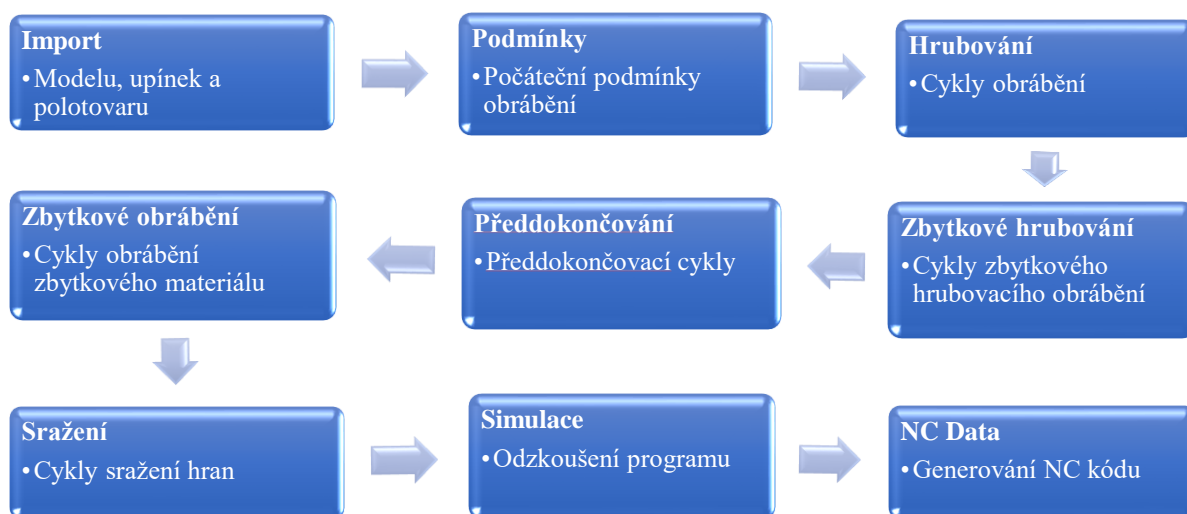 Import
•Modelu, upínek a
polotovaru
Podmínky
•Počáteční podmínky
obrábění
Hrubování
•Cykly obrábění
Zbytkové hrubování
•Cykly zbytkového
hrubovacího obrábění
Předdokončování
•Předdokončovací cykly
Zbytkové obrábění
•Cykly obrábění
zbytkového materiálu
Sražení
•Cykly sražení hran
Simulace
•Odzkoušení programu
NC Data
•Generování NC kódu